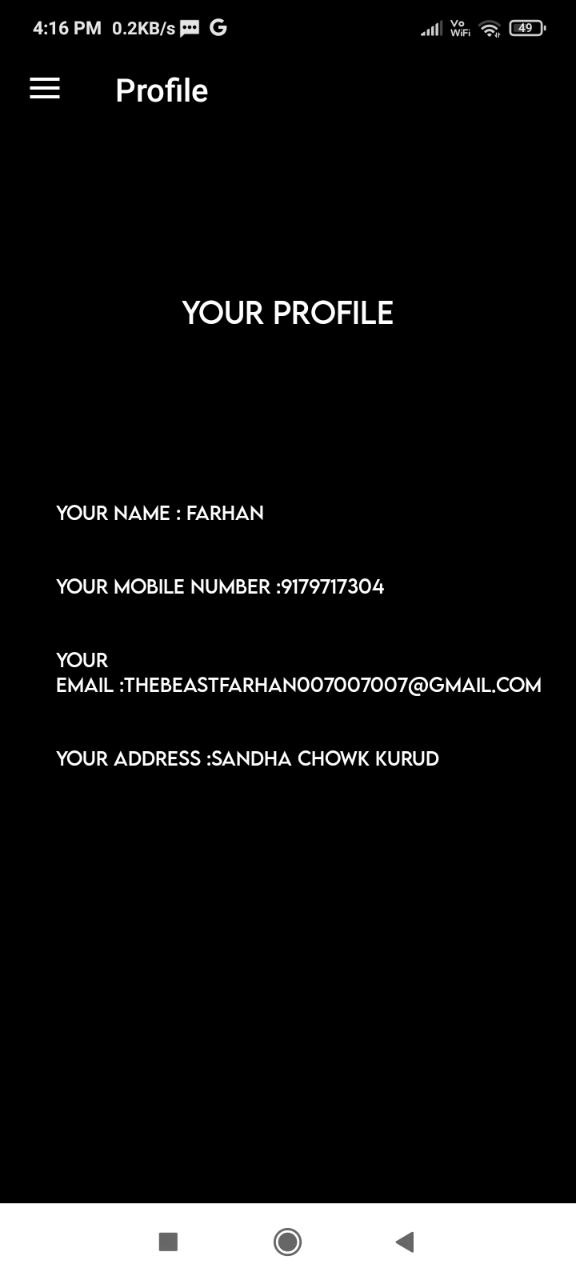 4:16 PM 0.2KB/s G Vo WiFi 49
Profile
YOUR PROFILE
YOUR NAME : FARHAN
YOUR MOBILE NUMBER :9179717304
YOUR
EMAIL :THEBEASTFARHAN007007007@GMAIL.COM
YOUR ADDRESS :SANDHA CHOWK KURUD